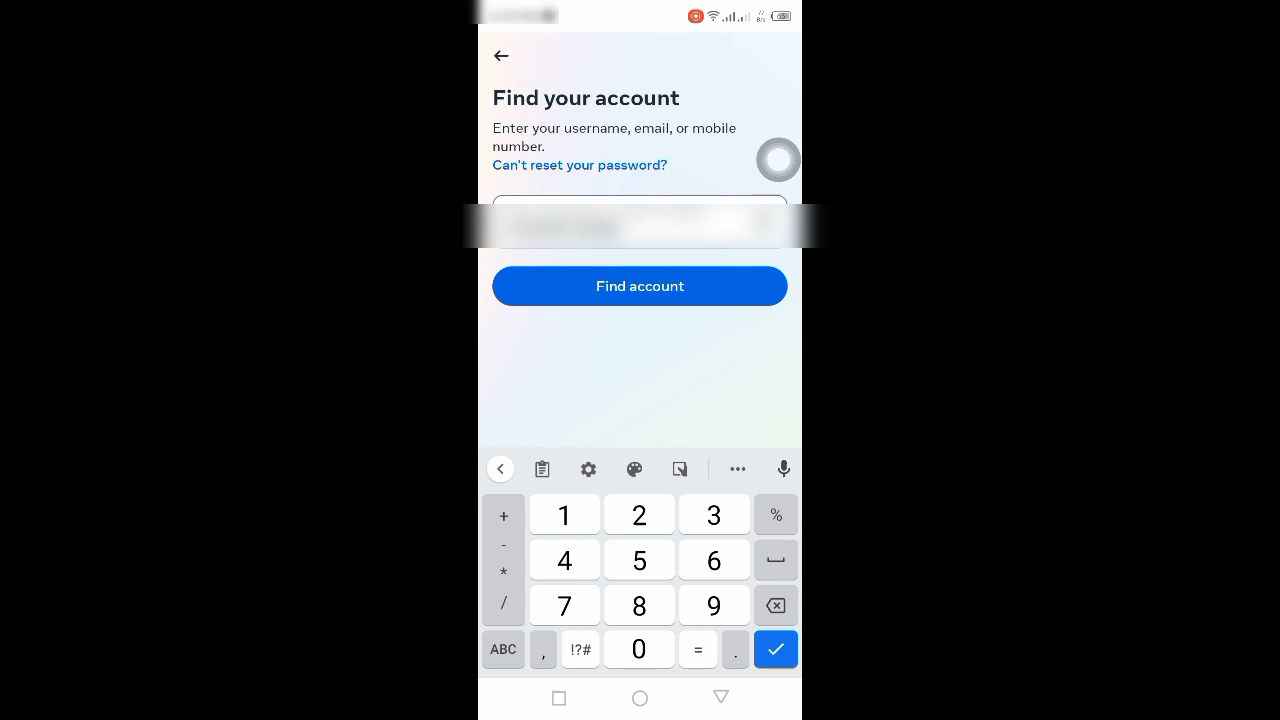 77
B/s
Find your account
Enter your username, email, or mobile
number.
Can't reset your password?
Find account
+ 1 2 3 %
- 4 5 6
*
/ 7 8 9
ABC , !?# 0 = .